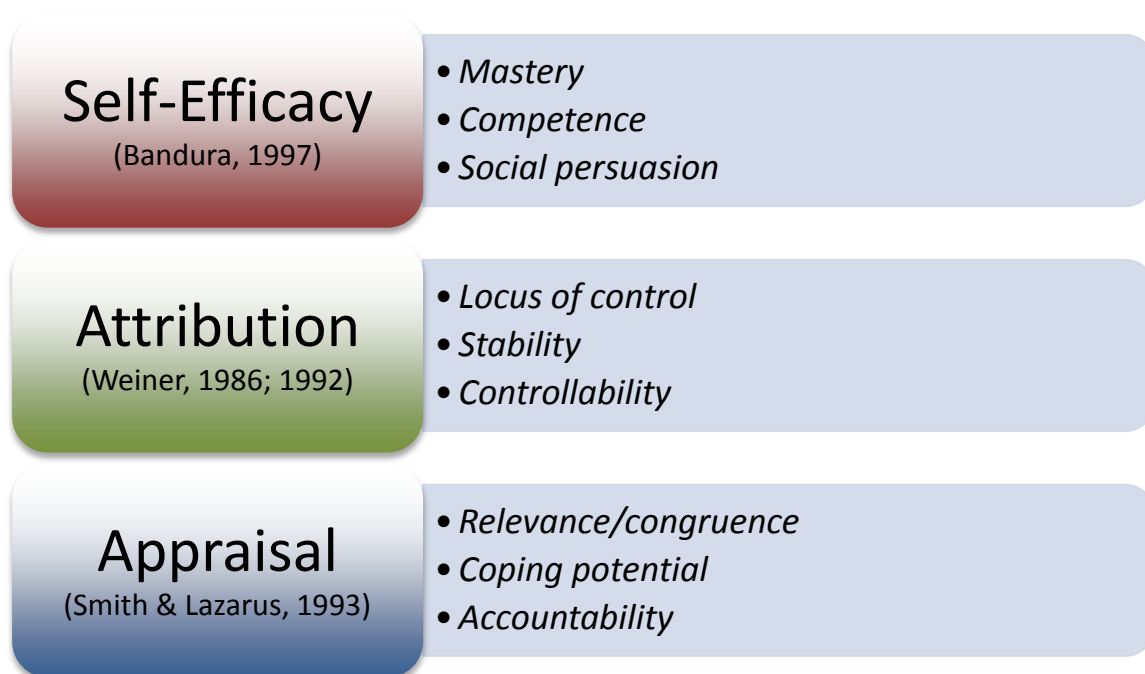 Self-Efficacy
(Bandura, 1997)
• Mastery
• Competence
• Social persuasion
Attribution
(Weiner, 1986; 1992)
• Locus of control
• Stability
• Controllability
Appraisal
(Smith & Lazarus, 1993)
• Relevance/congruence
• Coping potential
• Accountability